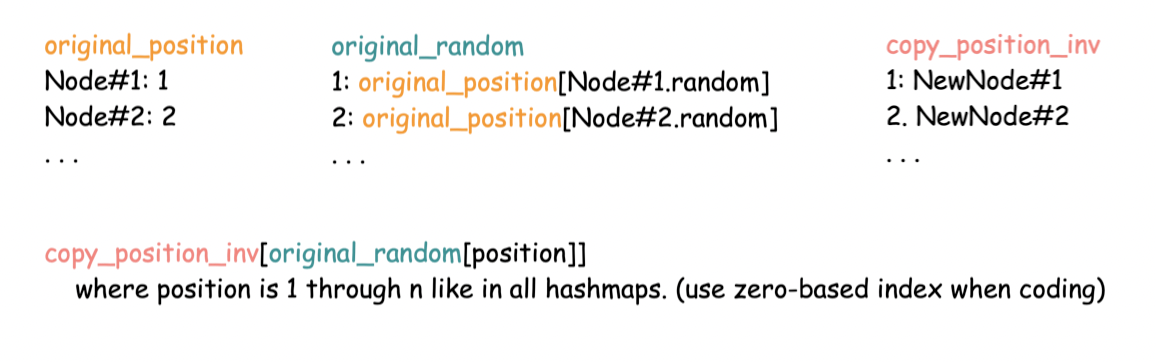 original_position
Node#1: 1
Node#2: 2
. . .
original_random
1: original_position[Node#1.random]
2: original_position[Node#2.random]
. . .
copy_position_inv
1: NewNode#1
2. NewNode#2
. . .
copy_position_inv[original_random[position]]
where position is 1 through n like in all hashmaps. (use zero-based index when coding)